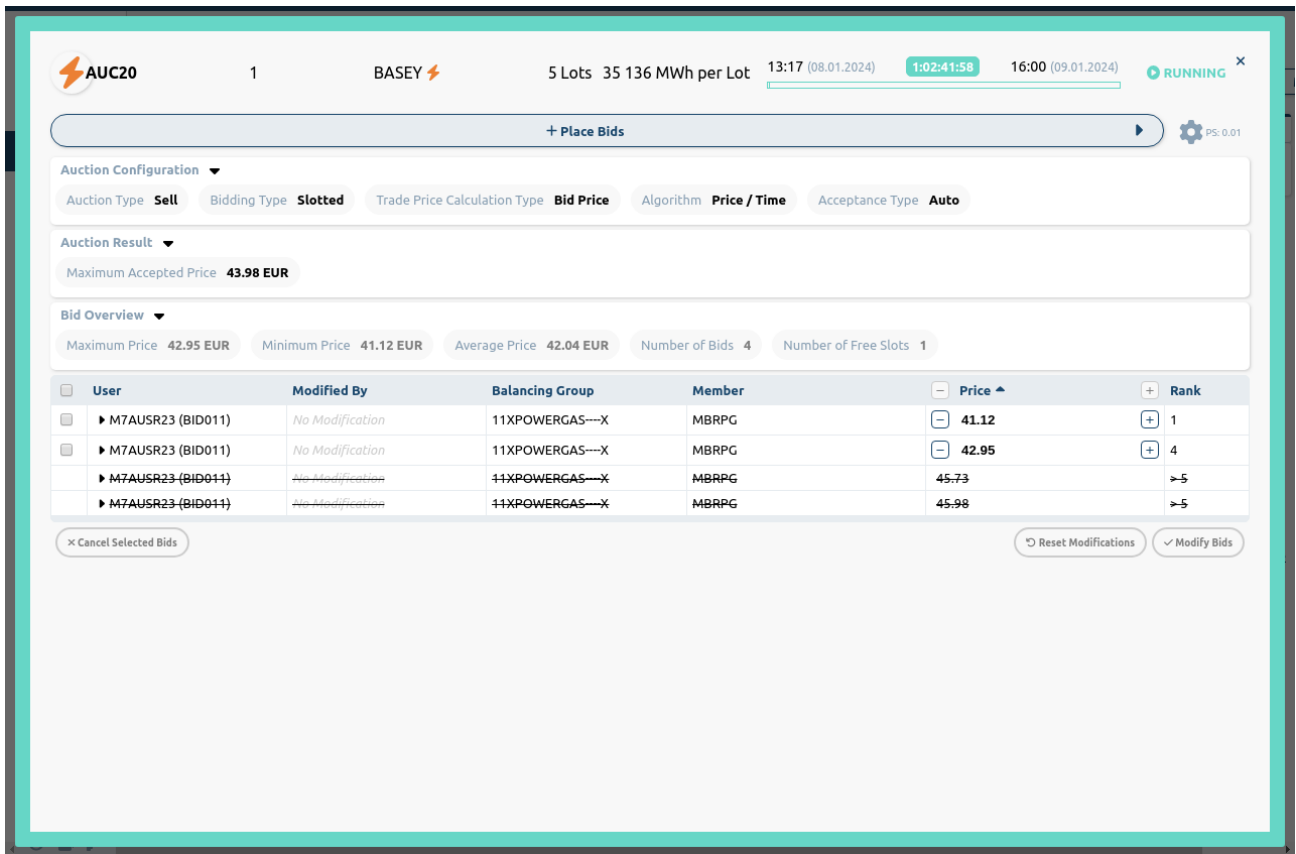 AUC20 1 BASEY 5 Lots 35 136 MWh per Lot 13:17 (08.01.2024) 1:02:41:58 16:00 (09.01.2024) RUNNING ×
+ Place Bids PS: 0.01
Auction Configuration
Auction Type Sell Bidding Type Slotted Trade Price Calculation Type Bid Price Algorithm Price / Time Acceptance Type Auto
Auction Result
Maximum Accepted Price 43.98 EUR
Bid Overview
Maximum Price 42.95 EUR Minimum Price 41.12 EUR Average Price 42.04 EUR Number of Bids 4 Number of Free Slots 1
User Modified By Balancing Group Member − Price + Rank
M7AUSR23 (BID011) No Modification 11XPOWERGAS----X MBRPG − 41.12 + 1
M7AUSR23 (BID011) No Modification 11XPOWERGAS----X MBRPG − 42.95 + 4
M7AUSR23 (BID011) No Modification 11XPOWERGAS----X MBRPG 45.73 > 5
M7AUSR23 (BID011) No Modification 11XPOWERGAS----X MBRPG 45.98 > 5
× Cancel Selected Bids Reset Modifications Modify Bids